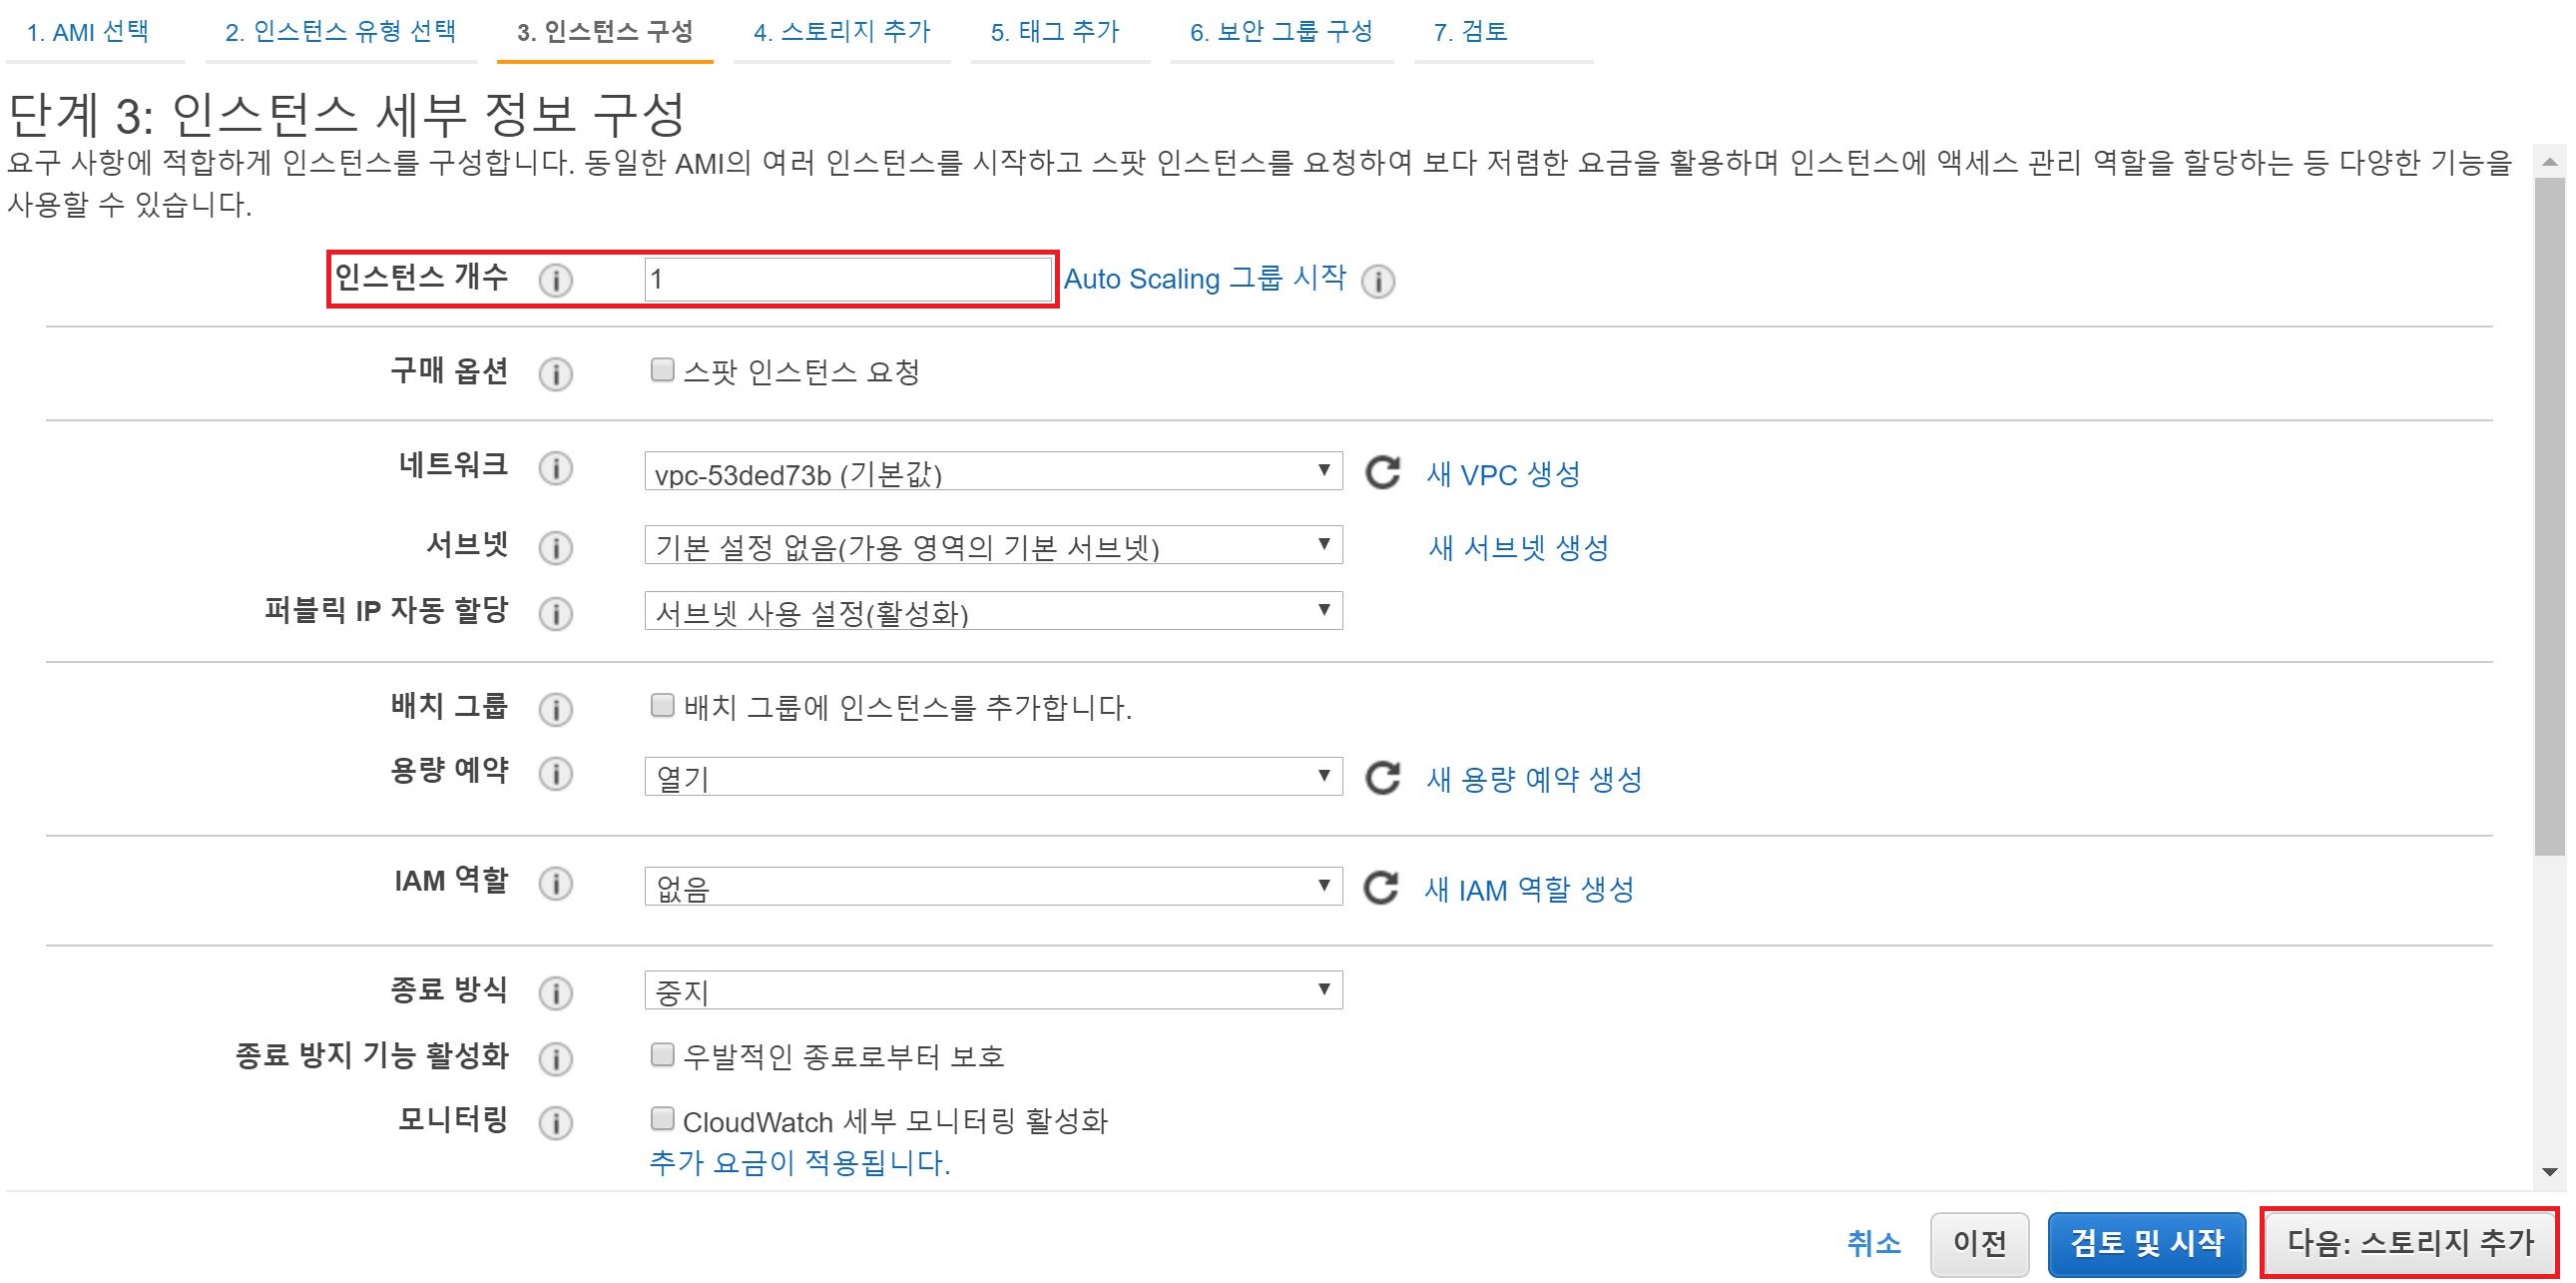 1. AMI 선택 2. 인스턴스 유형 선택 3. 인스턴스 구성 4. 스토리지 추가 5. 태그 추가 6. 보안 그룹 구성 7. 검토
단계 3: 인스턴스 세부 정보 구성
요구 사항에 적합하게 인스턴스를 구성합니다. 동일한 AMI의 여러 인스턴스를 시작하고 스팟 인스턴스를 요청하여 보다 저렴한 요금을 활용하며 인스턴스에 액세스 관리 역할을 할당하는 등 다양한 기능을
사용할 수 있습니다.
인스턴스 개수 1 Auto Scaling 그룹 시작
구매 옵션 스팟 인스턴스 요청
네트워크 vpc-53ded73b (기본값) 새 VPC 생성
서브넷 기본 설정 없음(가용 영역의 기본 서브넷) 새 서브넷 생성
퍼블릭 IP 자동 할당 서브넷 사용 설정(활성화)
배치 그룹 배치 그룹에 인스턴스를 추가합니다.
용량 예약 열기 새 용량 예약 생성
IAM 역할 없음 새 IAM 역할 생성
종료 방식 중지
종료 방지 기능 활성화 우발적인 종료로부터 보호
모니터링 CloudWatch 세부 모니터링 활성화
추가 요금이 적용됩니다.
취소 이전 검토 및 시작 다음: 스토리지 추가